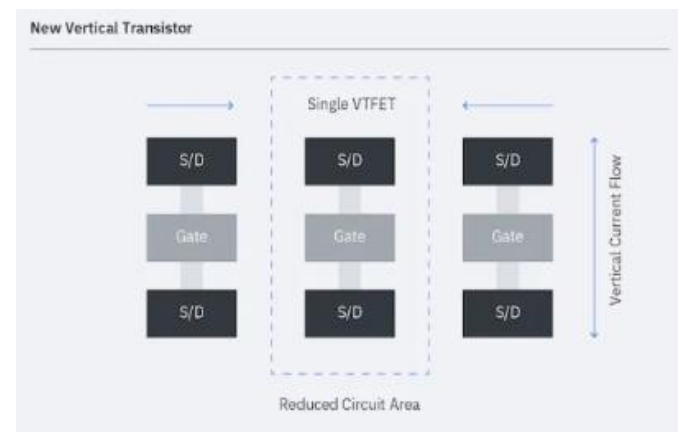 New Vertical Transistor
Single VTFET
S/D S/D S/D
Gate Gate Gate
S/D S/D S/D
Vertical Current Flow
Reduced Circuit Area